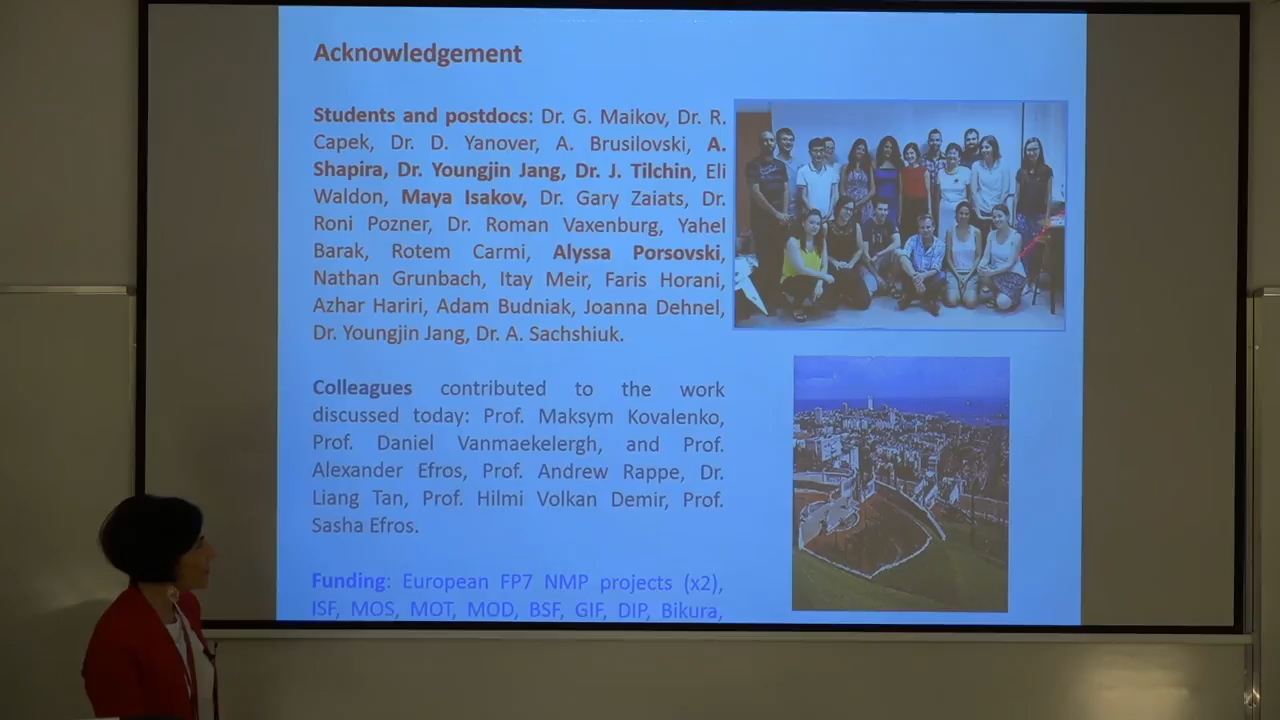 Acknowledgement
Students and postdocs: Dr. G. Maikov, Dr. R.
Capek, Dr. D. Yanover, A. Brusilovski, A.
Shapira, Dr. Youngjin Jang, Dr. J. Tilchin, Eli
Waldon, Maya Isakov, Dr. Gary Zaiats, Dr.
Roni Pozner, Dr. Roman Vaxenburg, Yahel
Barak, Rotem Carmi, Alyssa Porsovski,
Nathan Grunbach, Itay Meir, Faris Horani,
Azhar Hariri, Adam Budniak, Joanna Dehnel,
Dr. Youngjin Jang, Dr. A. Sachshiuk.
Colleagues contributed to the work
discussed today: Prof. Maksym Kovalenko,
Prof. Daniel Vanmaekelergh, and Prof.
Alexander Efros, Prof. Andrew Rappe, Dr.
Liang Tan, Prof. Hilmi Volkan Demir, Prof.
Sasha Efros.
Funding: European FP7 NMP projects (x2),
ISF, MOS, MOT, MOD, BSF, GIF, DIP, Bikura,